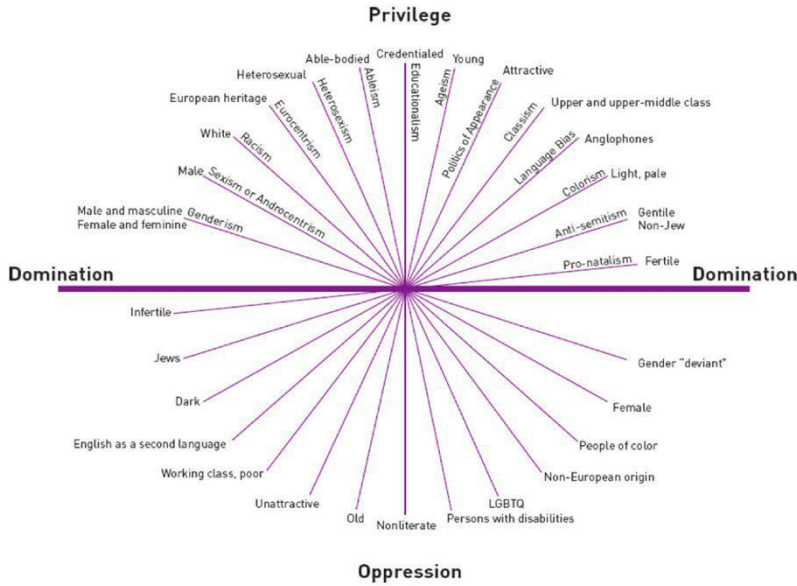 Privilege
Credentialed
Able-bodied
Young
Heterosexual
Attractive
European heritage
Upper and upper-middle class
White
Anglophones
Male
Light, pale
Male and masculine
Female and feminine
Gentile
Non-Jew
Fertile
Genderism
Sexism or Androcentrism
Racism
Eurocentrism
Heterosexism
Ableism
Educationalism
Ageism
Politics of Appearance
Classism
Language Bias
Colorism
Anti-semitism
Pro-natalism
Domination
Domination
Infertile
Jews
Gender "deviant"
Dark
Female
English as a second language
People of color
Working class, poor
Non-European origin
Unattractive
LGBTQ
Old
Nonliterate
Persons with disabilities
Oppression